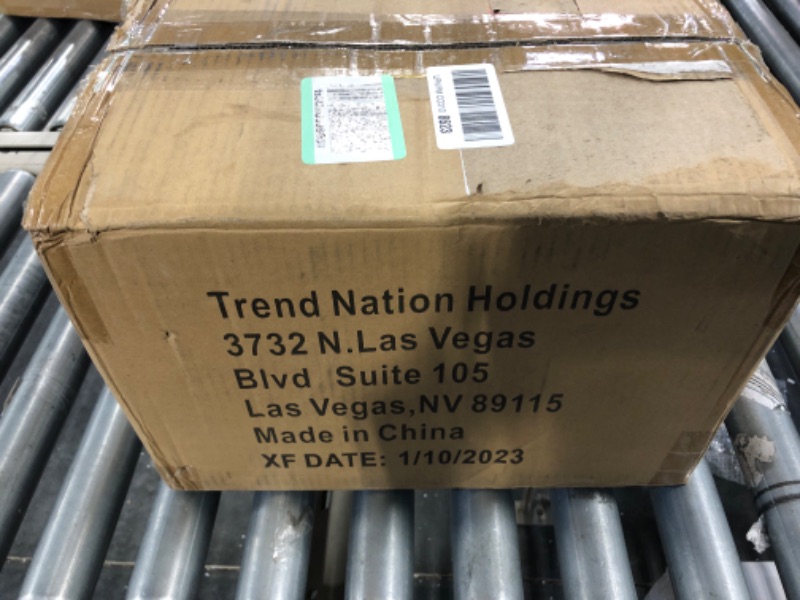 Trend Nation Holdings
3732 N.Las Vegas
Blvd Suite 105
Las Vegas,NV 89115
Made in China
XF DATE: 1/10/2023